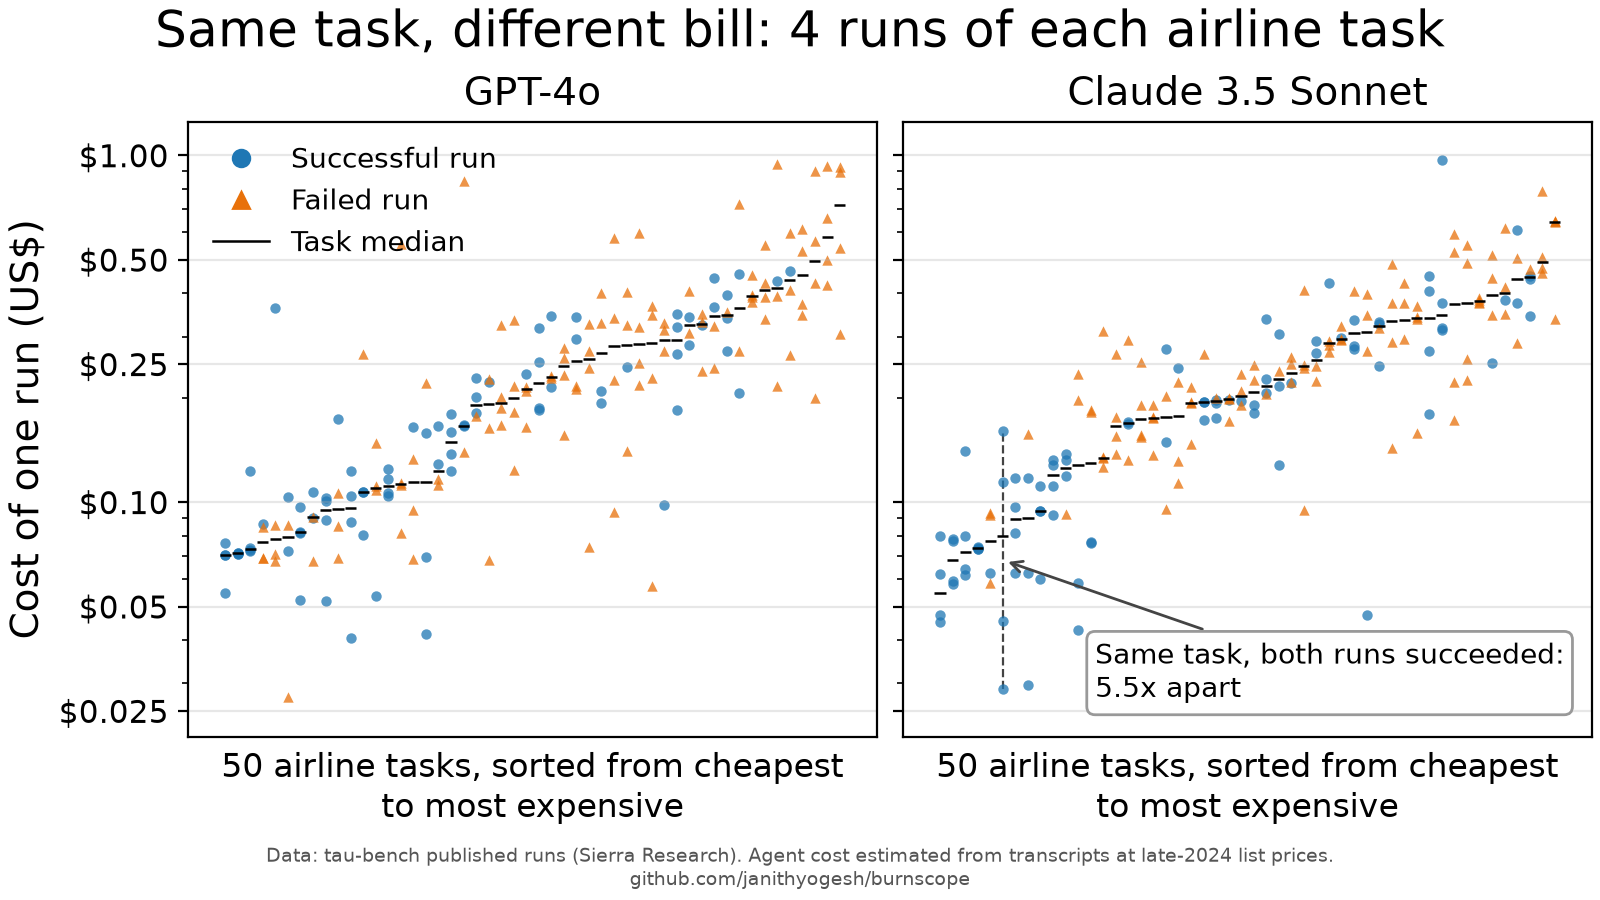 Same task, different bill: 4 runs of each airline task
GPT-4o
Claude 3.5 Sonnet
Cost of one run (US$)
$1.00
$0.50
$0.25
$0.10
$0.05
$0.025
Successful run
Failed run
Task median
Same task, both runs succeeded:
5.5x apart
50 airline tasks, sorted from cheapest
to most expensive
50 airline tasks, sorted from cheapest
to most expensive
Data: tau-bench published runs (Sierra Research). Agent cost estimated from transcripts at late-2024 list prices.
github.com/janithyogesh/burnscope